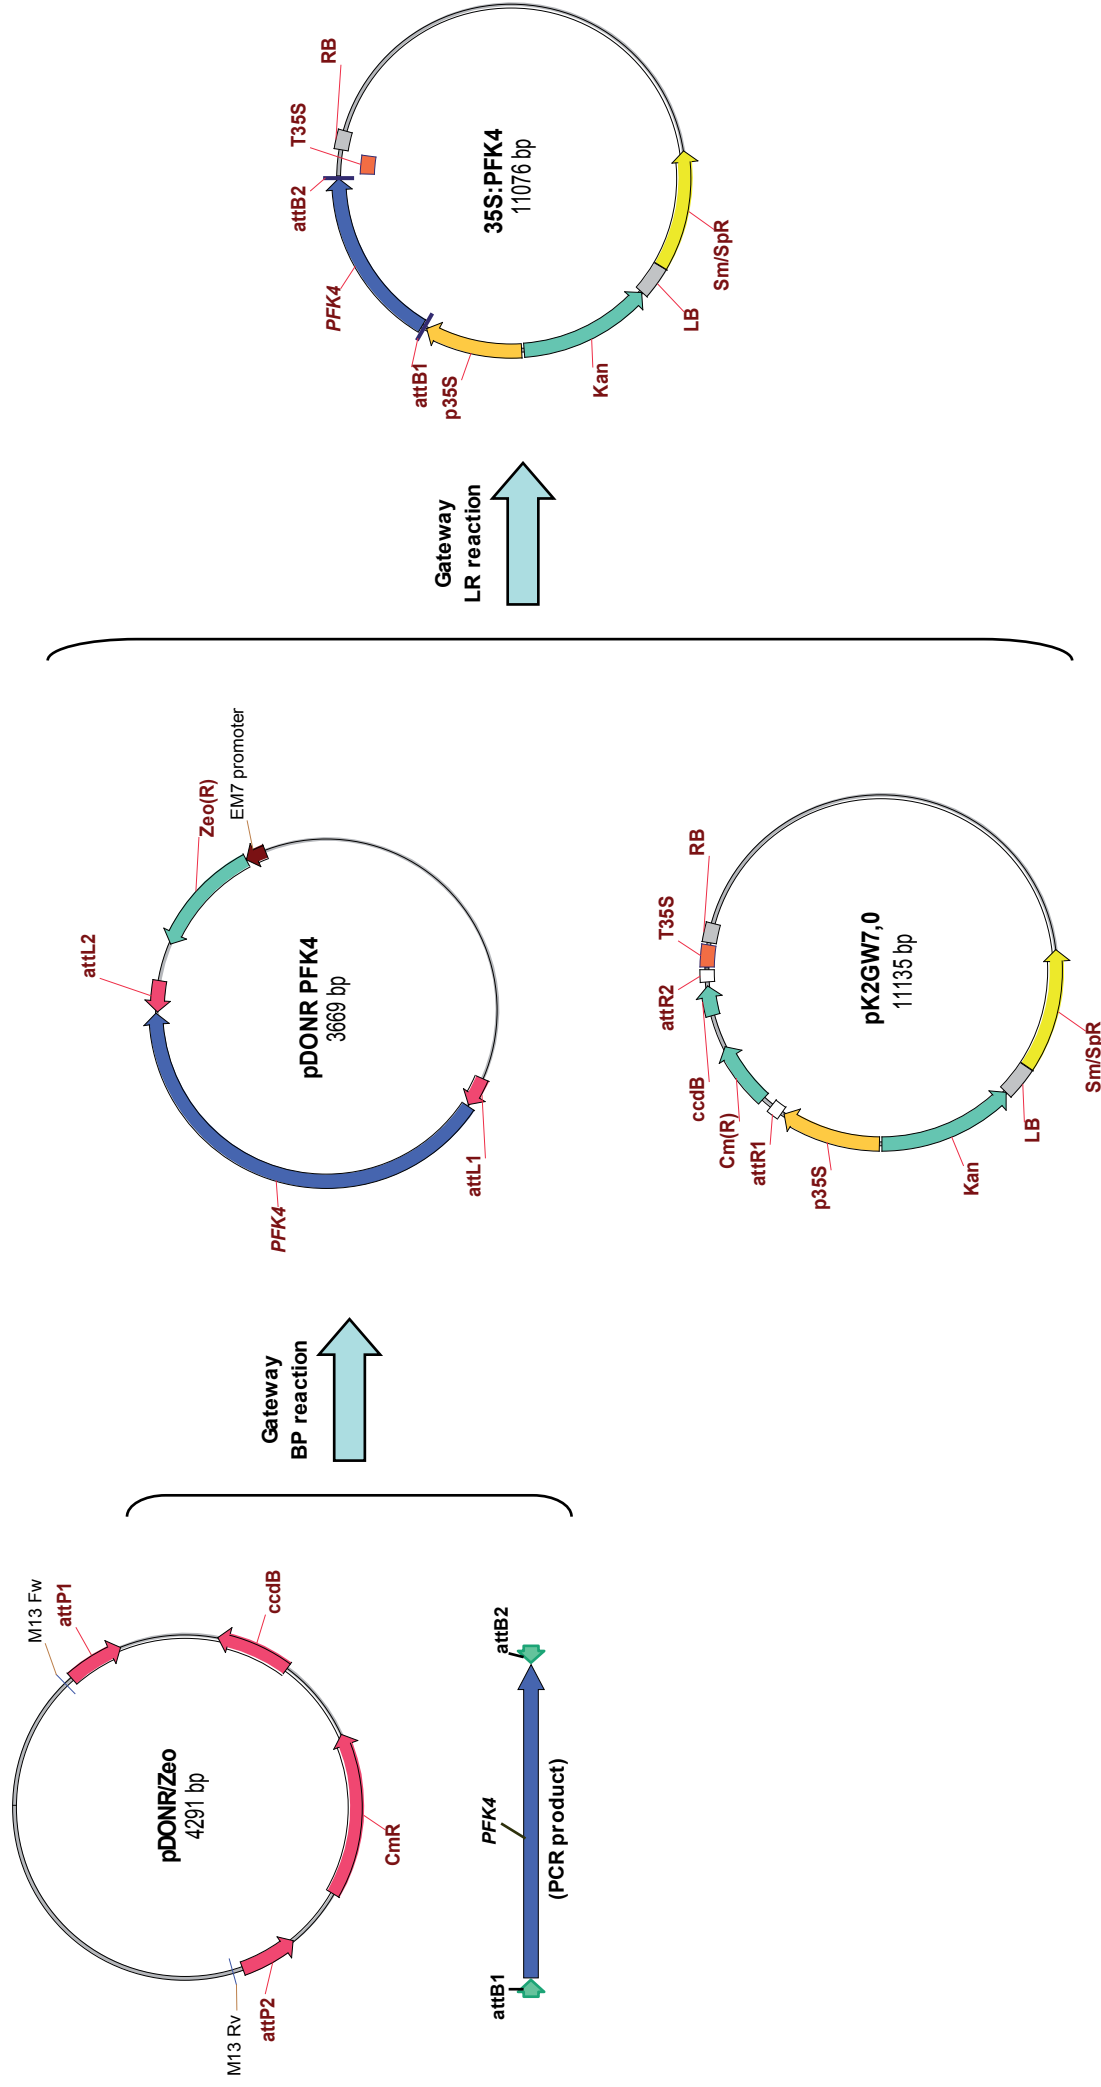 M13 Fw
attP1
ccdB
pDONR/Zeo
4291 bp
CmR
attP2
M13 Rv
attB1
PFK4
attB2
(PCR product)
Gateway
BP reaction
attL2
Zeo(R)
EM7 promoter
pDONR PFK4
3669 bp
PFK4
attL1
T35S
RB
attR2
ccdB
Cm(R)
attR1
p35S
pK2GW7,0
11135 bp
Kan
LB
Sm/SpR
Gateway
LR reaction
RB
T35S
attB2
PFK4
attB1
p35S
35S:PFK4
11076 bp
Kan
LB
Sm/SpR